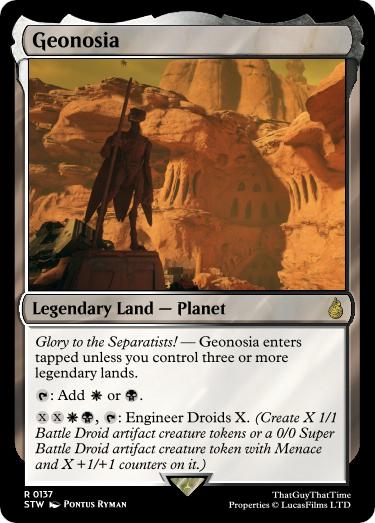 Geonosia
Legendary Land — Planet
Glory to the Separatists! — Geonosia enters
tapped unless you control three or more
legendary lands.
: Add or .
X X , : Engineer Droids X. (Create X 1/1
Battle Droid artifact creature tokens or a 0/0 Super
Battle Droid artifact creature token with Menace
and X +1/+1 counters on it.)
R 0137
STW Pontus Ryman
ThatGuyThatTime
Properties © LucasFilms LTD